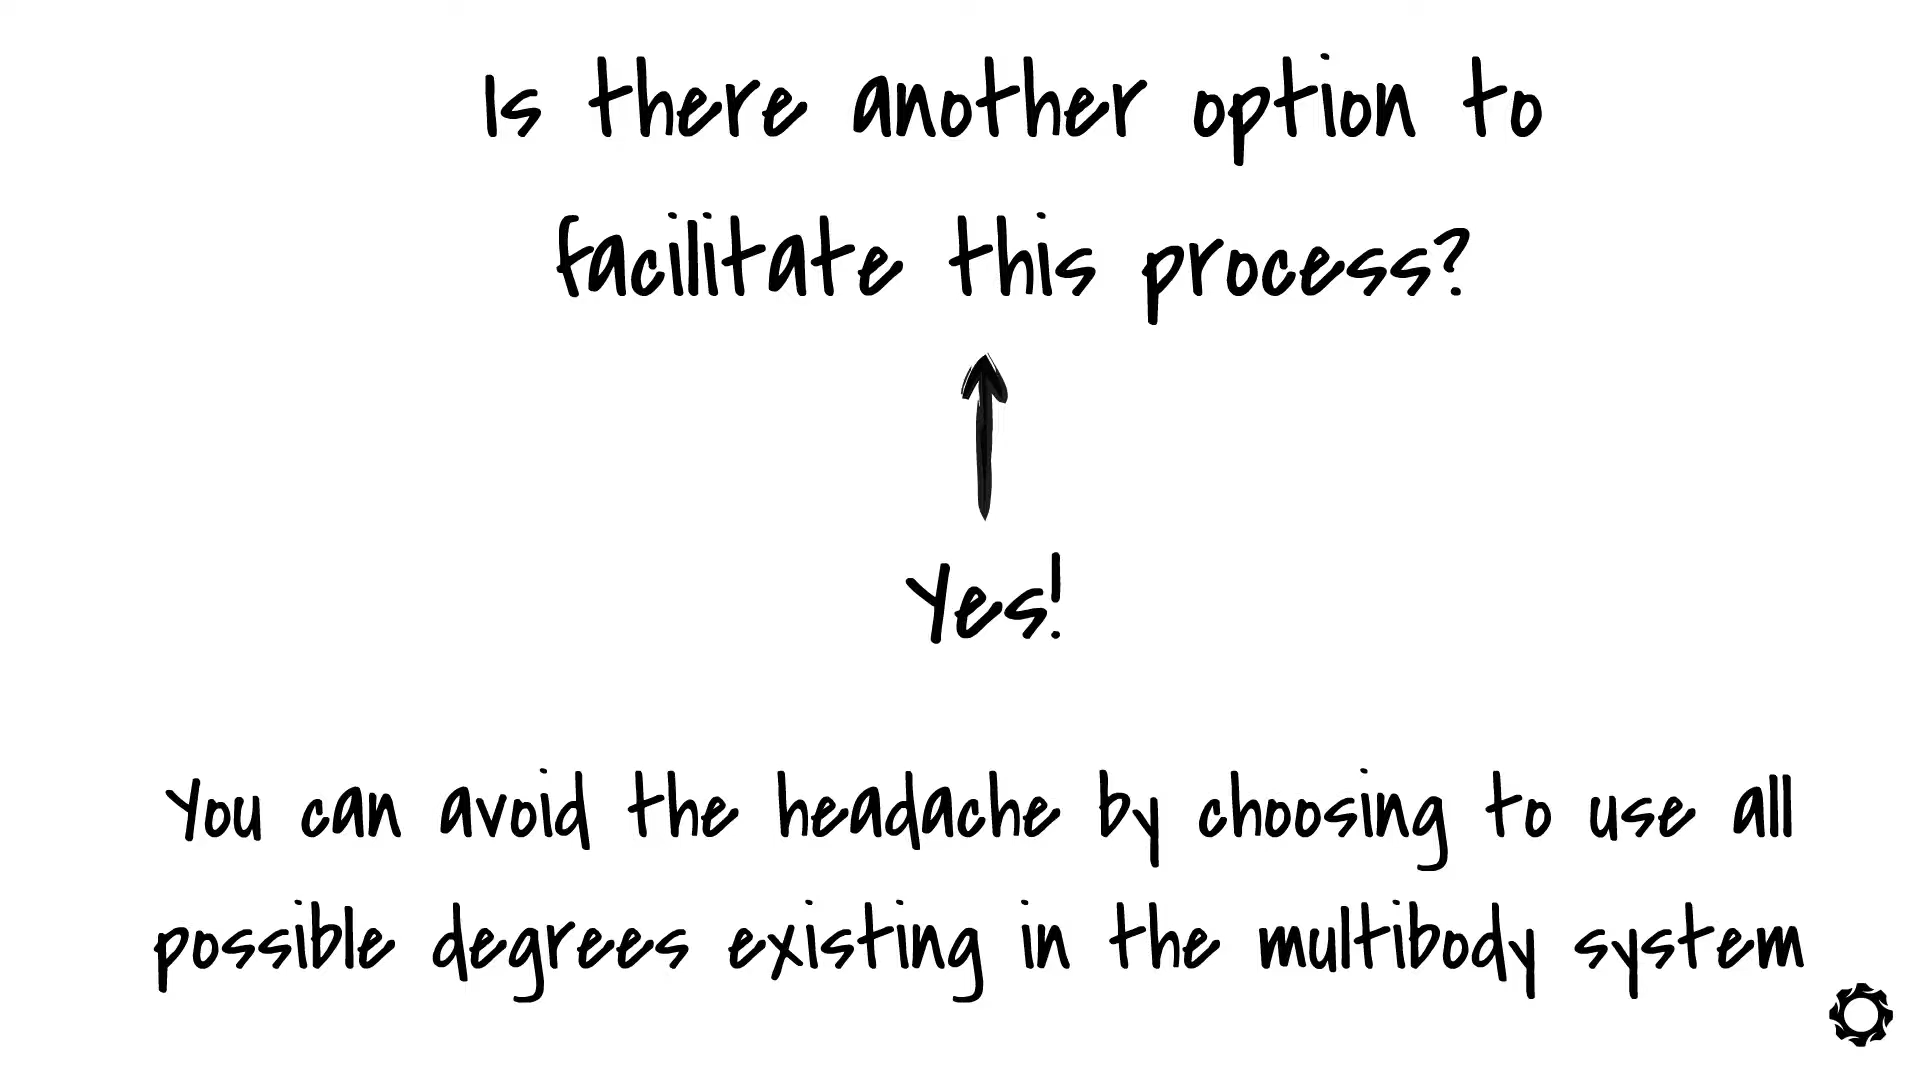 Is there another option to
facilitate this process?
Yes!
You can avoid the headache by choosing to use all
possible degrees existing in the multibody system